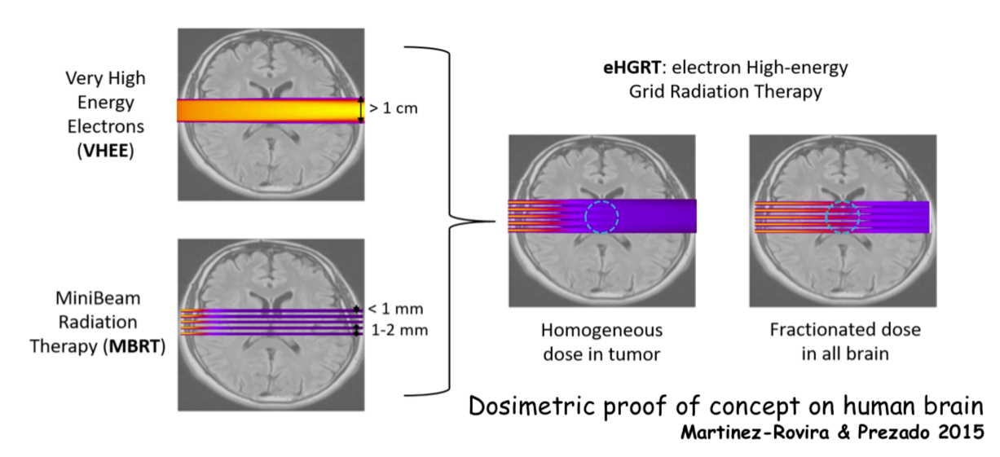 Very High
Energy
Electrons
(VHEE)
> 1 cm
MiniBeam
Radiation
Therapy (MBRT)
< 1 mm
1-2 mm
eHGRT: electron High-energy
Grid Radiation Therapy
Homogeneous
dose in tumor
Fractionated dose
in all brain
Dosimetric proof of concept on human brain
Martinez-Rovira & Prezado 2015